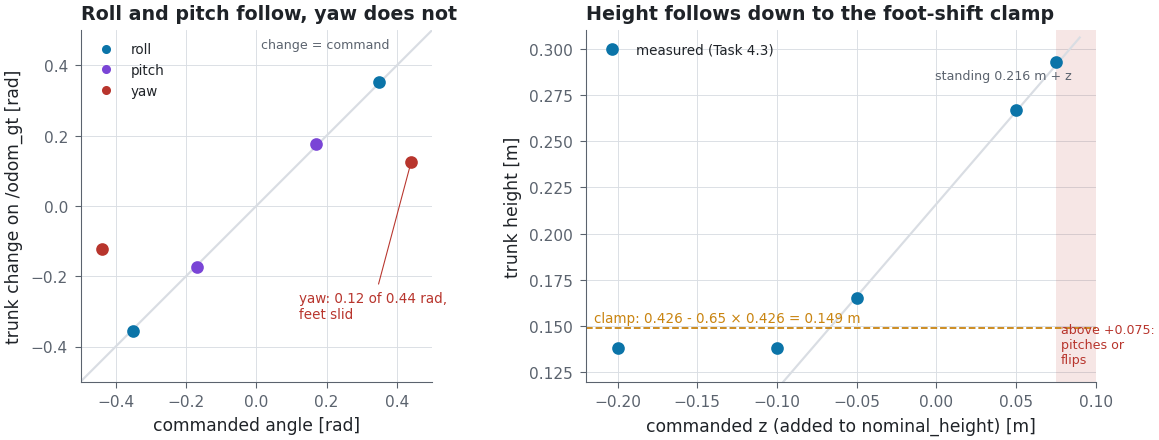 Roll and pitch follow, yaw does not
roll
pitch
yaw
change = command
yaw: 0.12 of 0.44 rad,
feet slid
0.4
0.2
0.0
−0.2
−0.4
−0.4
−0.2
0.0
0.2
0.4
trunk change on /odom_gt [rad]
commanded angle [rad]
Height follows down to the foot-shift clamp
measured (Task 4.3)
standing 0.216 m + z
clamp: 0.426 - 0.65 × 0.426 = 0.149 m
above +0.075:
pitches or
flips
0.300
0.275
0.250
0.225
0.200
0.175
0.150
0.125
−0.20
−0.15
−0.10
−0.05
0.00
0.05
0.10
trunk height [m]
commanded z (added to nominal_height) [m]